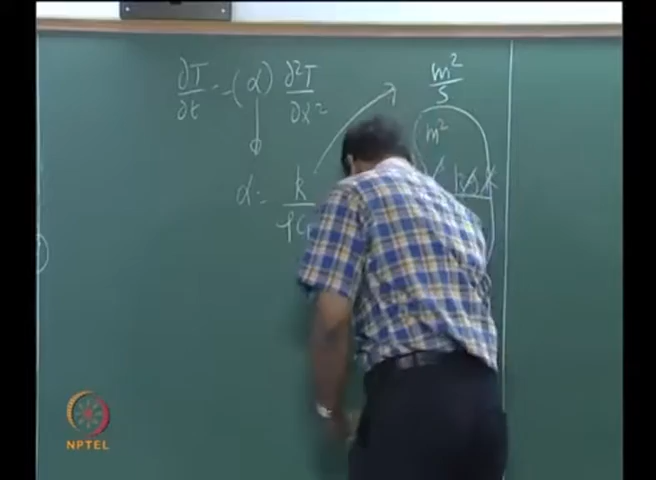 ∂T/∂t = (α) ∂²T/∂x²
m²/s
m²
α = k/ρC
NPTEL